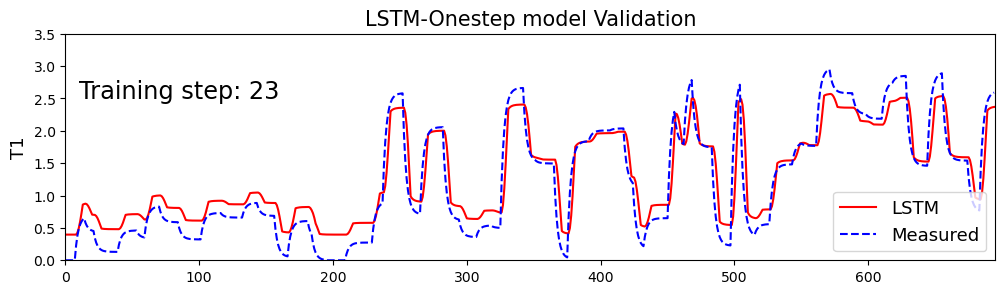 LSTM-Onestep model Validation
3.5
3.0
2.5
2.0
1.5
1.0
0.5
0.0
T1
Training step: 23
LSTM
Measured
0 100 200 300 400 500 600